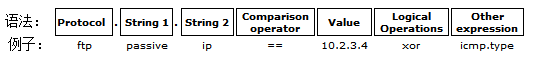 语法: Protocol . String 1 . String 2 Comparison operator Value Logical Operations Other expression
例子: ftp passive ip == 10.2.3.4 xor icmp.type